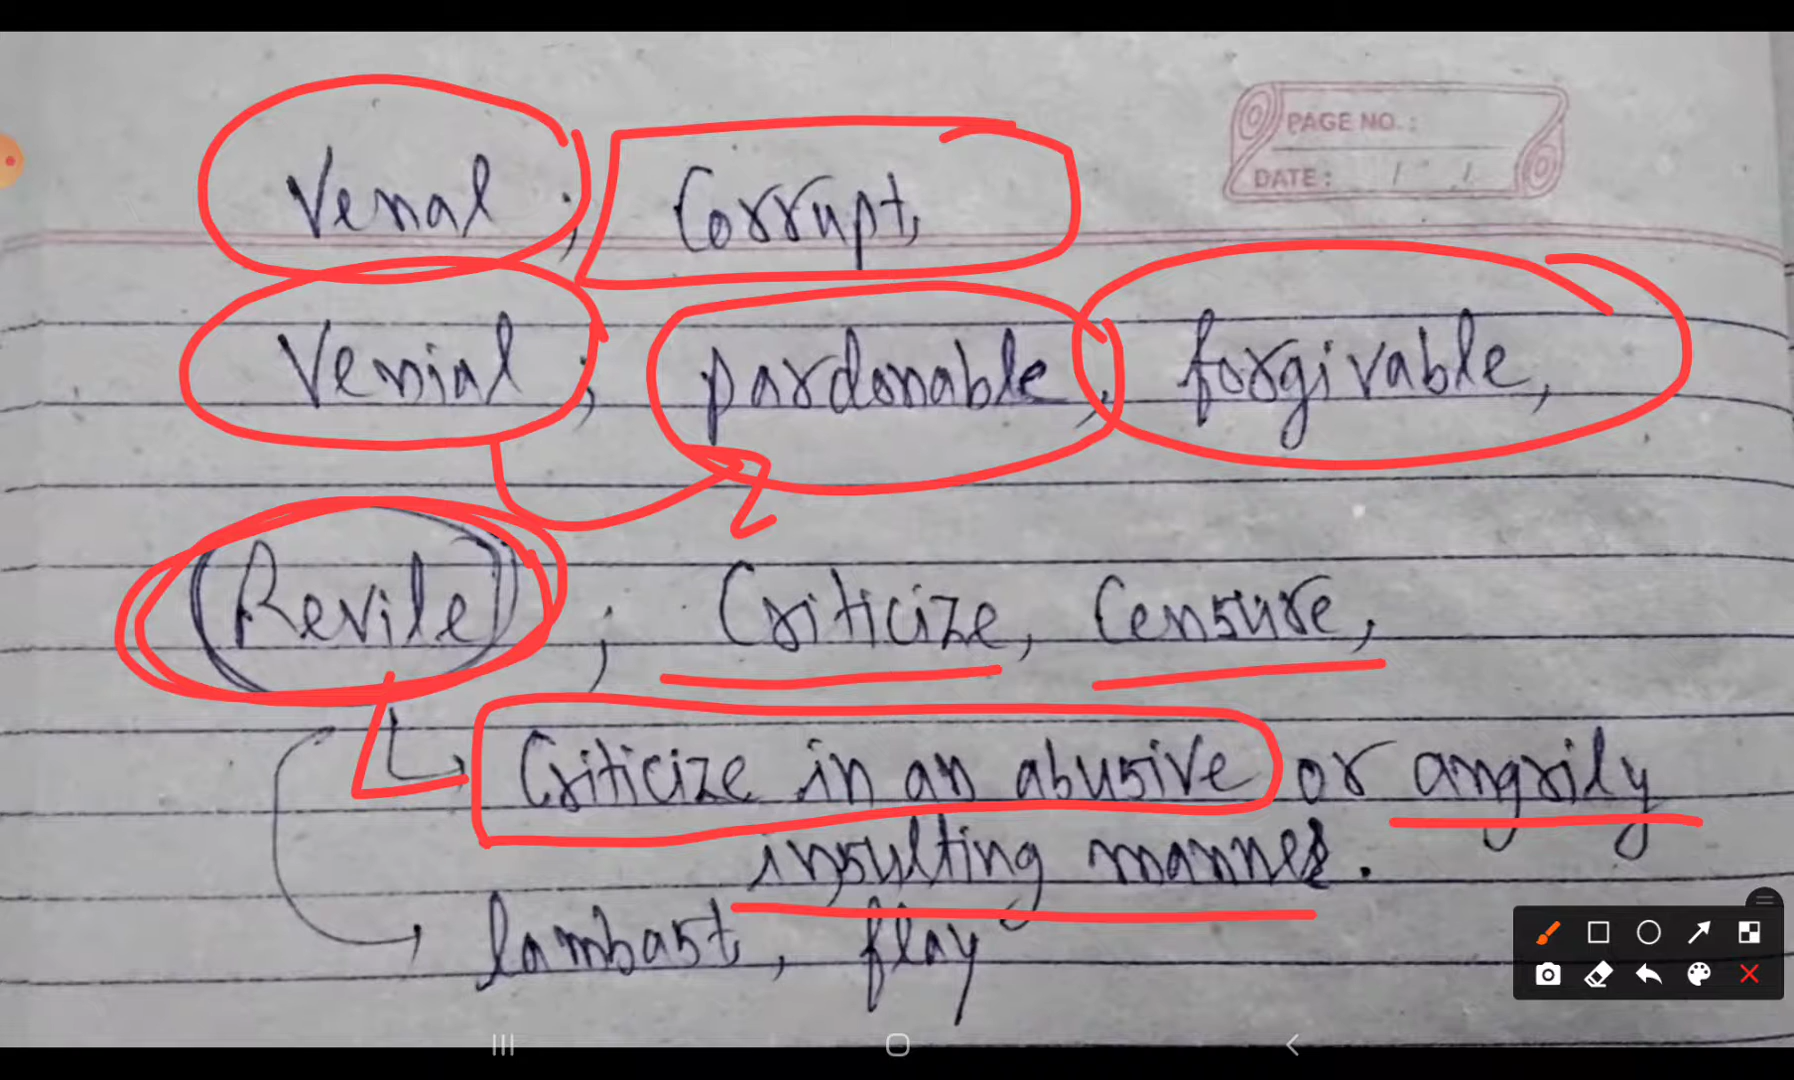 PAGE NO. :
DATE : / /
Venal ; Corrupt,
Venial ; pardonable, forgivable,
Revile ; Criticize, Censure,
Criticize in an abusive or angrily
insulting manner.
lambast, flay